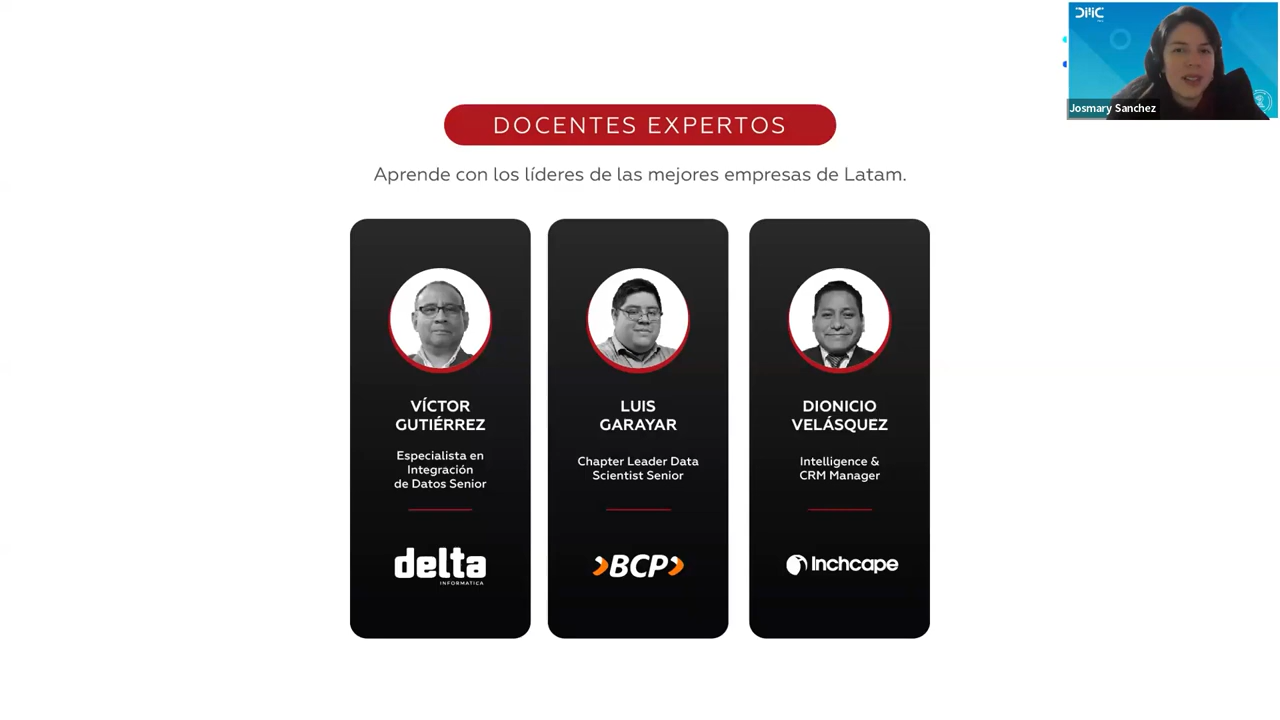 DMC
Josmary Sanchez
DOCENTES EXPERTOS
Aprende con los líderes de las mejores empresas de Latam.
VÍCTOR
GUTIÉRREZ
Especialista en
Integración
de Datos Senior
delta
INFORMATICA
LUIS
GARAYAR
Chapter Leader Data
Scientist Senior
BCP
DIONICIO
VELÁSQUEZ
Intelligence &
CRM Manager
Inchcape